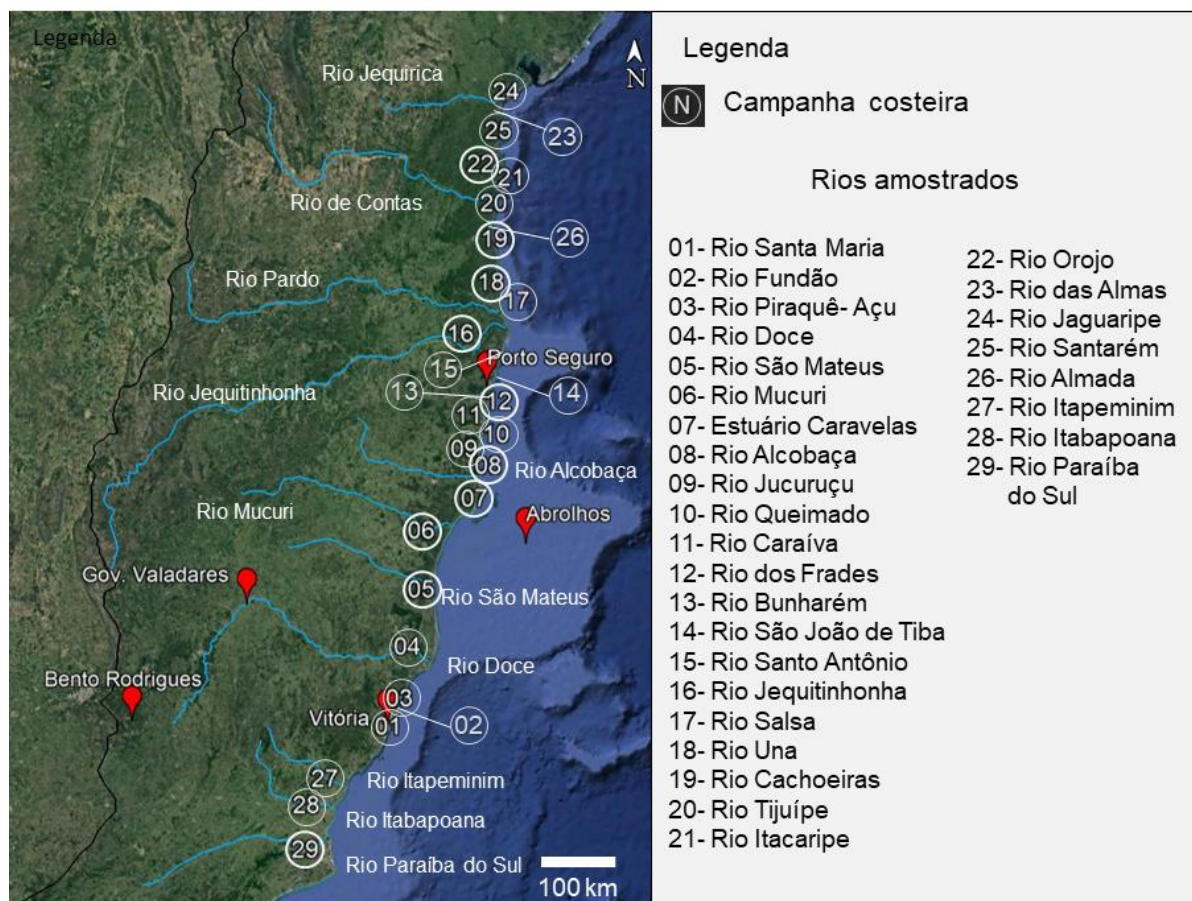 Legenda
Rio Jequirica
N
24
23
25
22
21
Rio de Contas
20
19
26
Rio Pardo
18
17
16
Porto Seguro
15
Rio Jequitinhonha
13
14
12
11
10
09
08
Rio Alcobaça
07
Rio Mucuri
Abrolhos
06
Gov. Valadares
05
Rio São Mateus
04
Rio Doce
Bento Rodrigues
03
Vitória
01
02
27
Rio Itapeminim
28
Rio Itabapoana
29
Rio Paraíba do Sul
100 km
Legenda
N Campanha costeira
Rios amostrados
01- Rio Santa Maria
02- Rio Fundão
03- Rio Piraquê- Açu
04- Rio Doce
05- Rio São Mateus
06- Rio Mucuri
07- Estuário Caravelas
08- Rio Alcobaça
09- Rio Jucuruçu
10- Rio Queimado
11- Rio Caraíva
12- Rio dos Frades
13- Rio Bunharém
14- Rio São João de Tiba
15- Rio Santo Antônio
16- Rio Jequitinhonha
17- Rio Salsa
18- Rio Una
19- Rio Cachoeiras
20- Rio Tijuípe
21- Rio Itacaripe
22- Rio Orojo
23- Rio das Almas
24- Rio Jaguaripe
25- Rio Santarém
26- Rio Almada
27- Rio Itapeminim
28- Rio Itabapoana
29- Rio Paraíba
do Sul